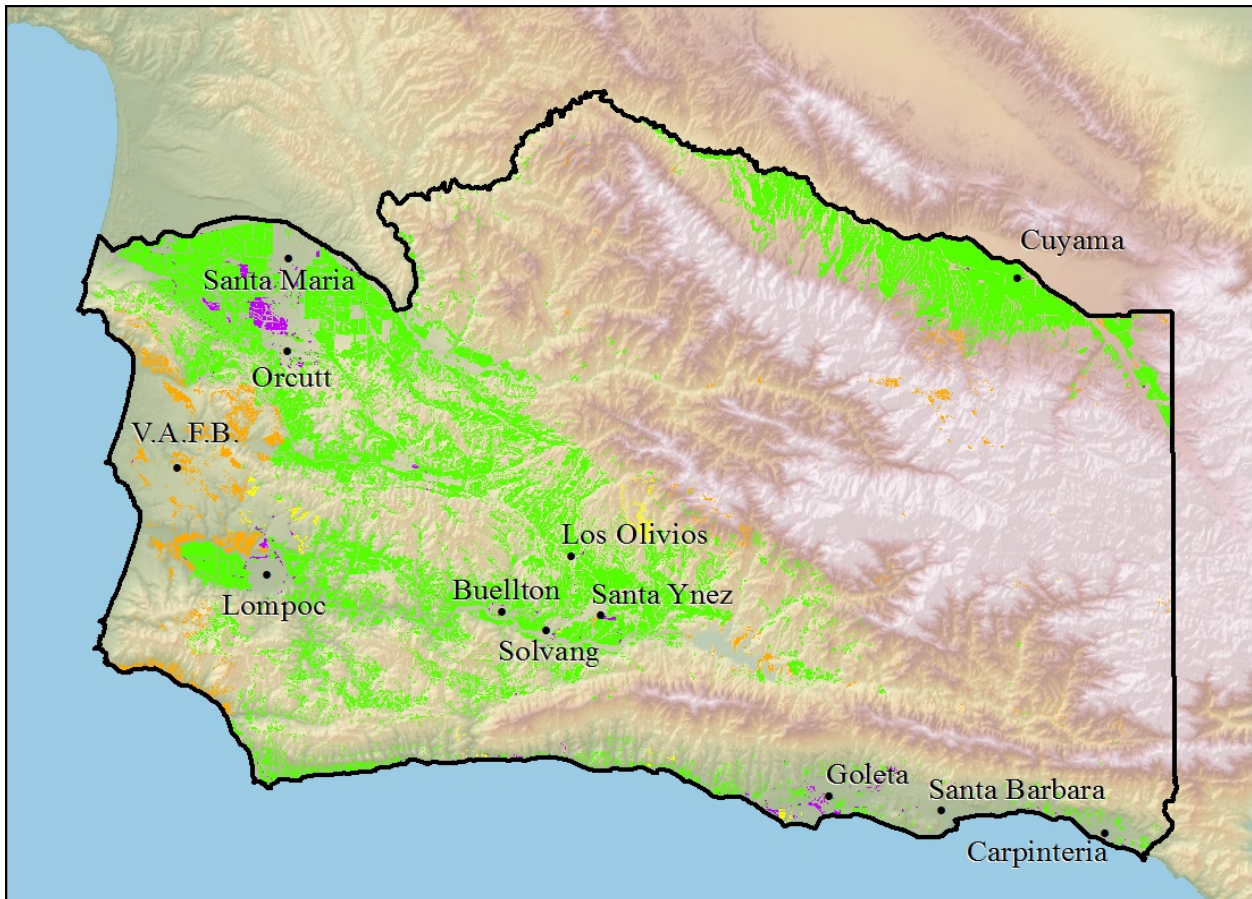 Cuyama
Santa Maria
Orcutt
V.A.F.B.
Los Olivios
Lompoc
Buellton
Santa Ynez
Solvang
Goleta
Santa Barbara
Carpinteria